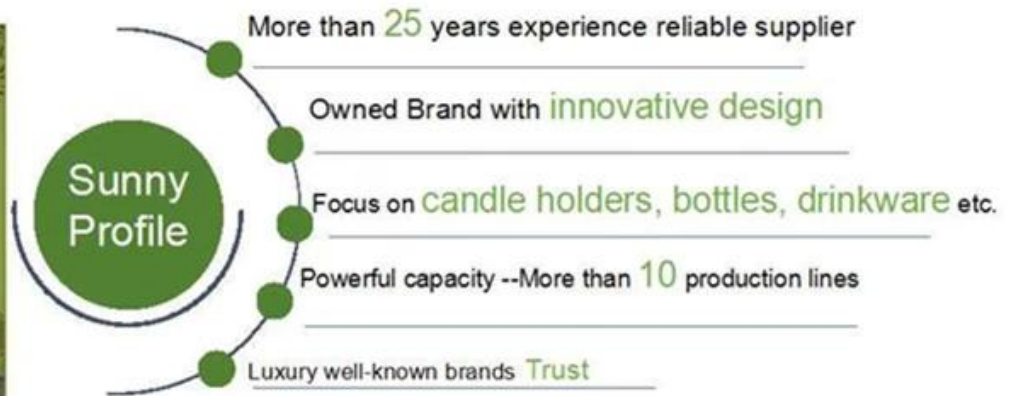 More than 25 years experience reliable supplier
Owned Brand with innovative design
Sunny
Profile
Focus on candle holders, bottles, drinkware etc.
Powerful capacity --More than 10 production lines
Luxury well-known brands Trust